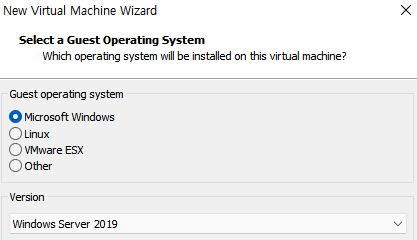 New Virtual Machine Wizard
Select a Guest Operating System
Which operating system will be installed on this virtual machine?
Guest operating system
Microsoft Windows
Linux
VMware ESX
Other
Version
Windows Server 2019